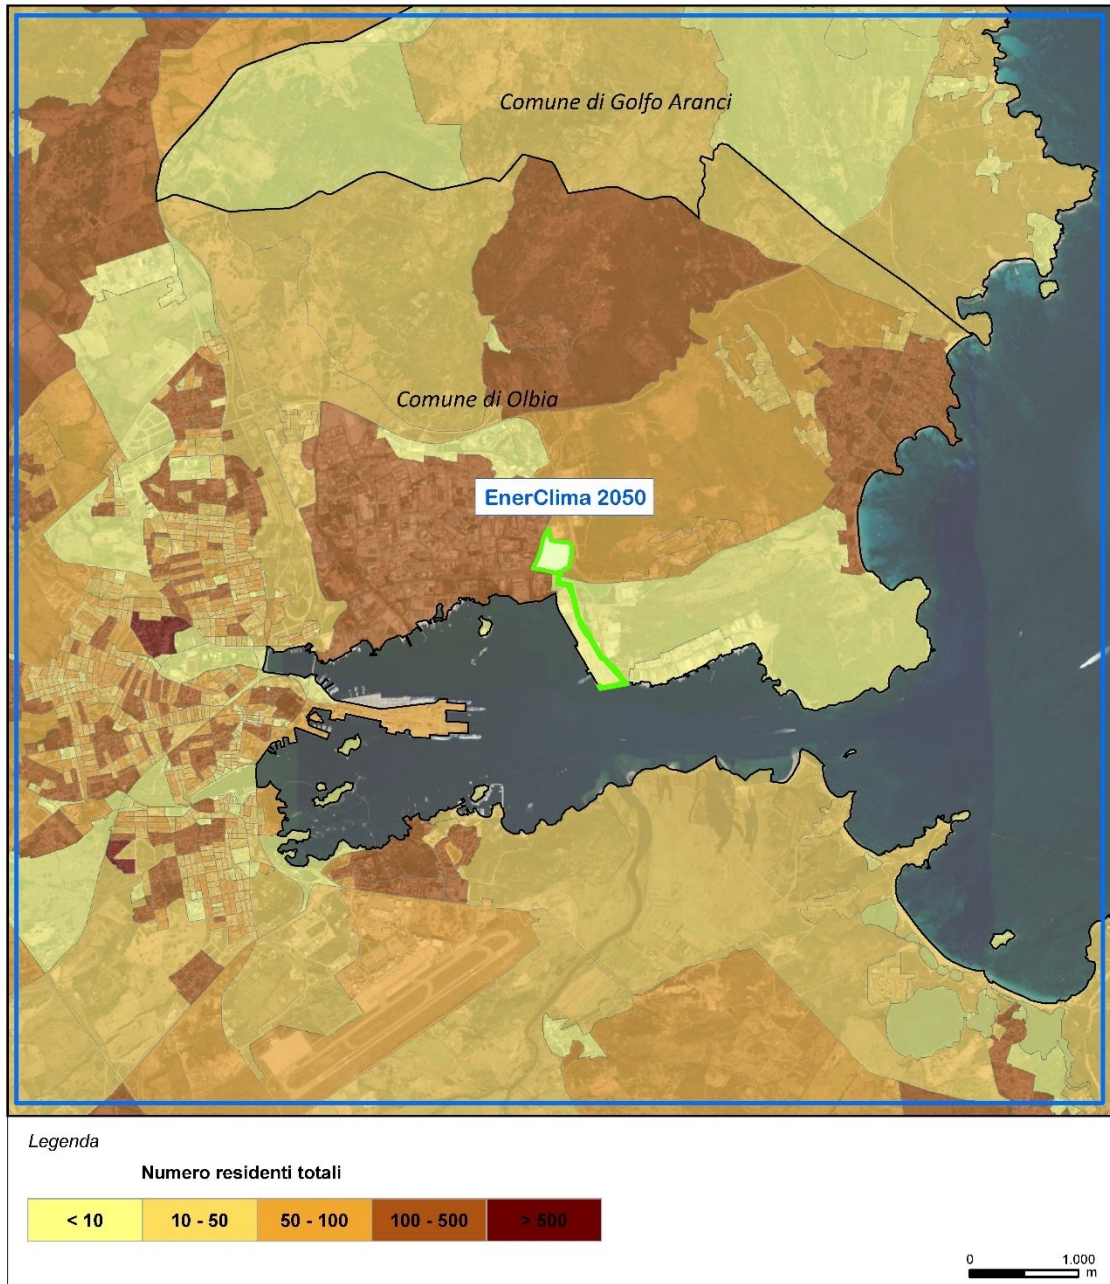 Comune di Golfo Aranci
Comune di Olbia
EnerClima 2050
Legenda
Numero residenti totali
< 10 10 - 50 50 - 100 100 - 500 > 500
0 1.000
m